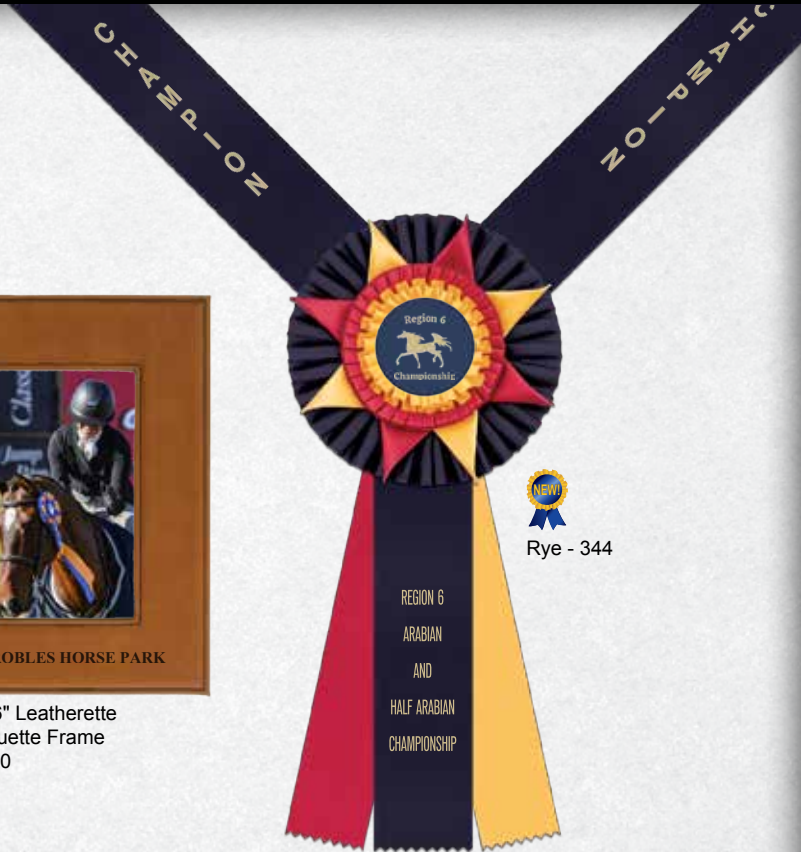 CHAMPION
CHAMPION
Region 6
Championship
NEW!
Rye - 344
REGION 6
ARABIAN
AND
HALF ARABIAN
CHAMPIONSHIP
OBLES HORSE PARK
6" Leatherette
uette Frame
0